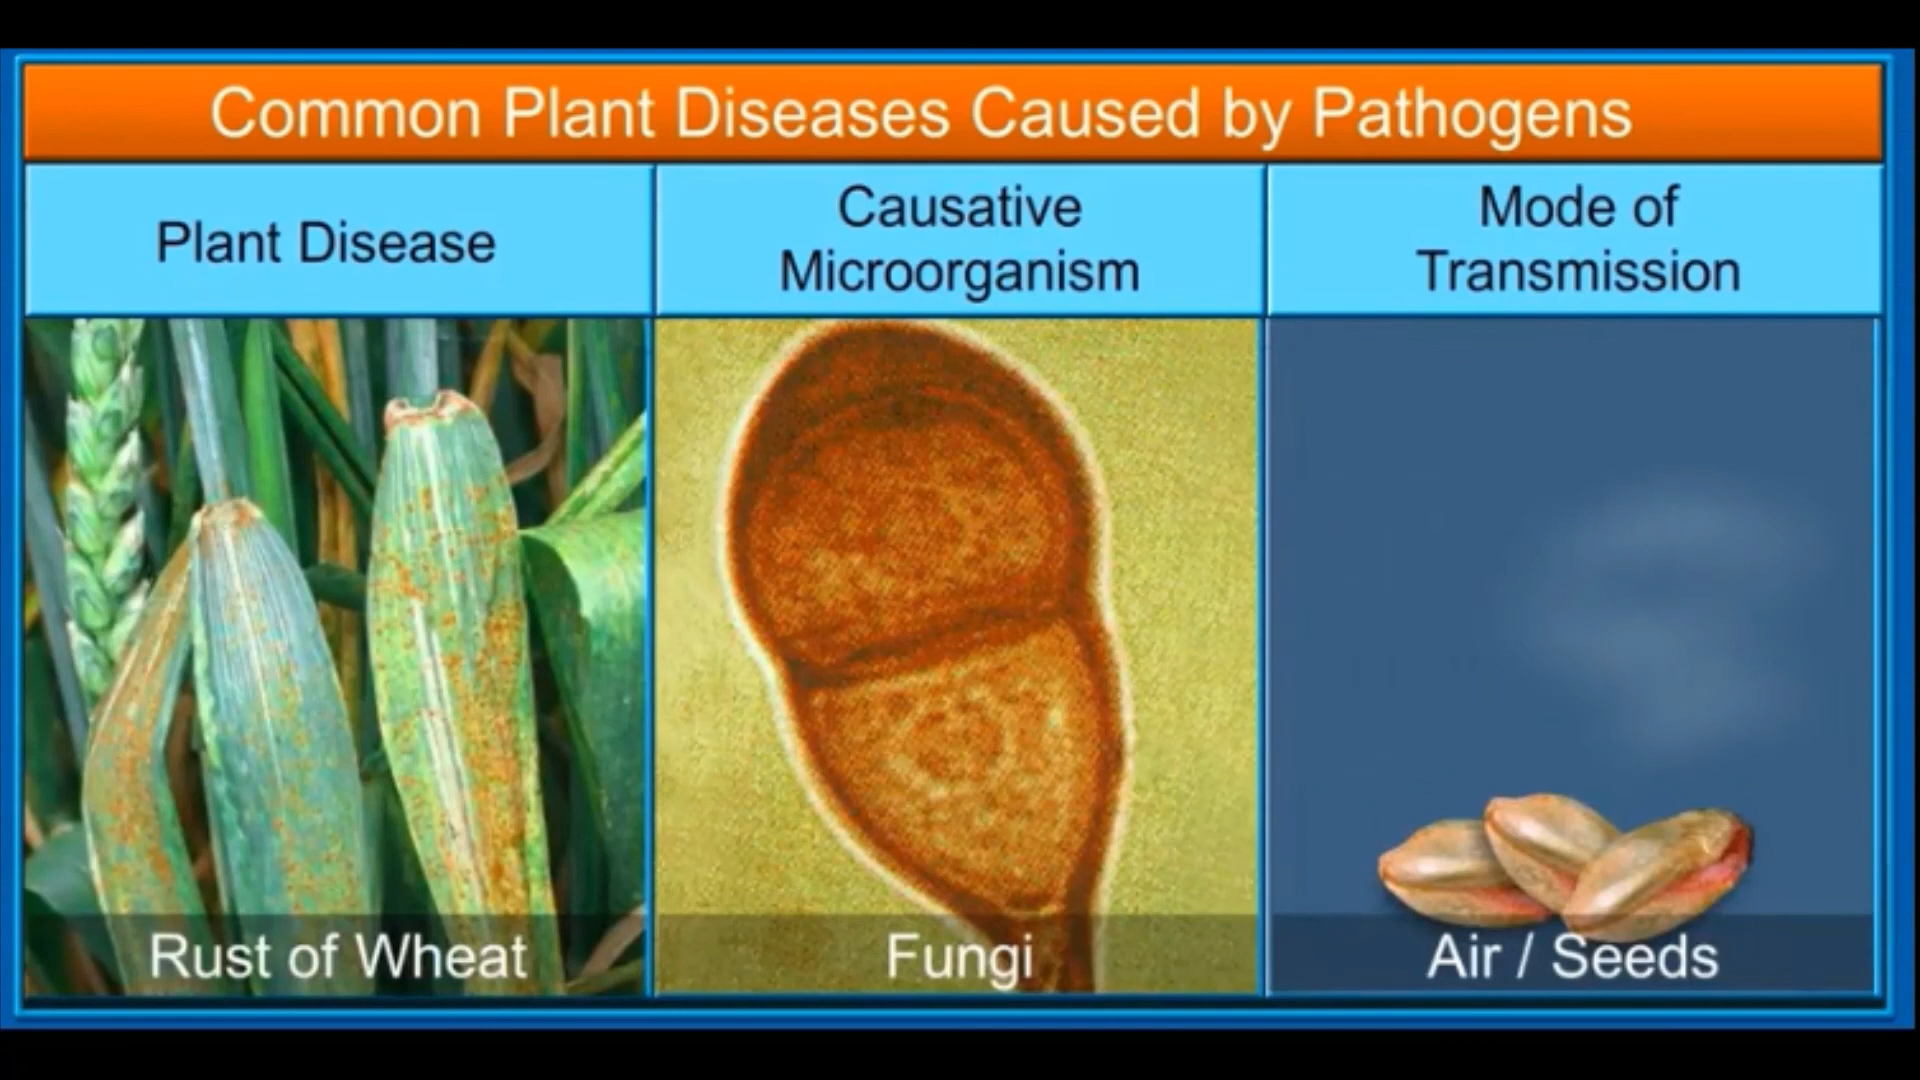 Common Plant Diseases Caused by Pathogens
Plant Disease
Causative
Microorganism
Mode of
Transmission
Rust of Wheat
Fungi
Air / Seeds